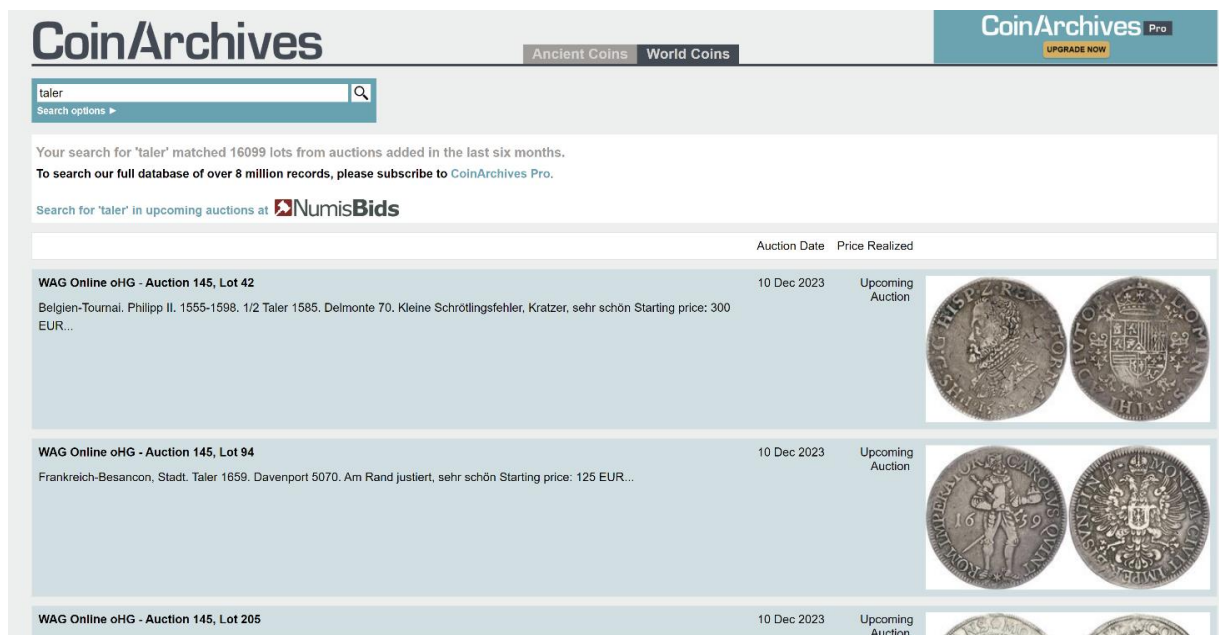 CoinArchives
Ancient Coins World Coins
CoinArchives Pro
UPGRADE NOW
taler
Search options ►
Your search for 'taler' matched 16099 lots from auctions added in the last six months.
To search our full database of over 8 million records, please subscribe to CoinArchives Pro.
Search for 'taler' in upcoming auctions at NumisBids
Auction Date Price Realized
WAG Online oHG - Auction 145, Lot 42
10 Dec 2023
Upcoming
Auction
Belgien-Tournai. Philipp II. 1555-1598. 1/2 Taler 1585. Delmonte 70. Kleine Schrötlingsfehler, Kratzer, sehr schön Starting price: 300
EUR...
WAG Online oHG - Auction 145, Lot 94
10 Dec 2023
Upcoming
Auction
Frankreich-Besancon, Stadt. Taler 1659. Davenport 5070. Am Rand justiert, sehr schön Starting price: 125 EUR...
16 59
WAG Online oHG - Auction 145, Lot 205
10 Dec 2023
Upcoming
Auction